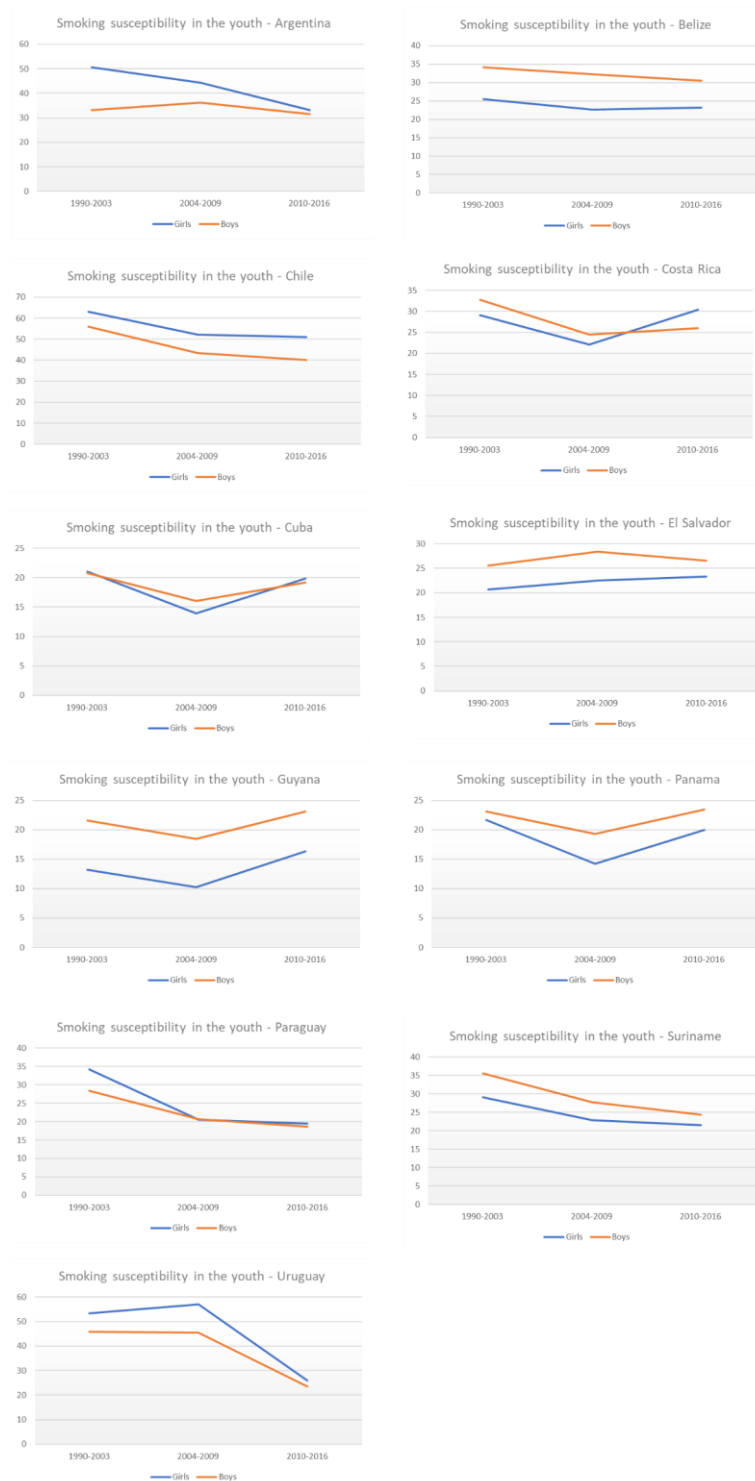 Smoking susceptibility in the youth - Argentina
60
50
40
30
20
10
0
1990-2003 2004-2009 2010-2016
Girls Boys
Smoking susceptibility in the youth - Belize
40
35
30
25
20
15
10
5
0
1990-2003 2004-2009 2010-2016
Girls Boys
Smoking susceptibility in the youth - Chile
70
60
50
40
30
20
10
0
1990-2003 2004-2009 2010-2016
Girls Boys
Smoking susceptibility in the youth - Costa Rica
35
30
25
20
15
10
5
0
1990-2003 2004-2009 2010-2016
Girls Boys
Smoking susceptibility in the youth - Cuba
25
20
15
10
5
0
1990-2003 2004-2009 2010-2016
Girls Boys
Smoking susceptibility in the youth - El Salvador
30
25
20
15
10
5
0
1990-2003 2004-2009 2010-2016
Girls Boys
Smoking susceptibility in the youth - Guyana
25
20
15
10
5
0
1990-2003 2004-2009 2010-2016
Girls Boys
Smoking susceptibility in the youth - Panama
25
20
15
10
5
0
1990-2003 2004-2009 2010-2016
Girls Boys
Smoking susceptibility in the youth - Paraguay
40
35
30
25
20
15
10
5
0
1990-2003 2004-2009 2010-2016
Girls Boys
Smoking susceptibility in the youth - Suriname
40
35
30
25
20
15
10
5
0
1990-2003 2004-2009 2010-2016
Girls Boys
Smoking susceptibility in the youth - Uruguay
60
50
40
30
20
10
0
1990-2003 2004-2009 2010-2016
Girls Boys